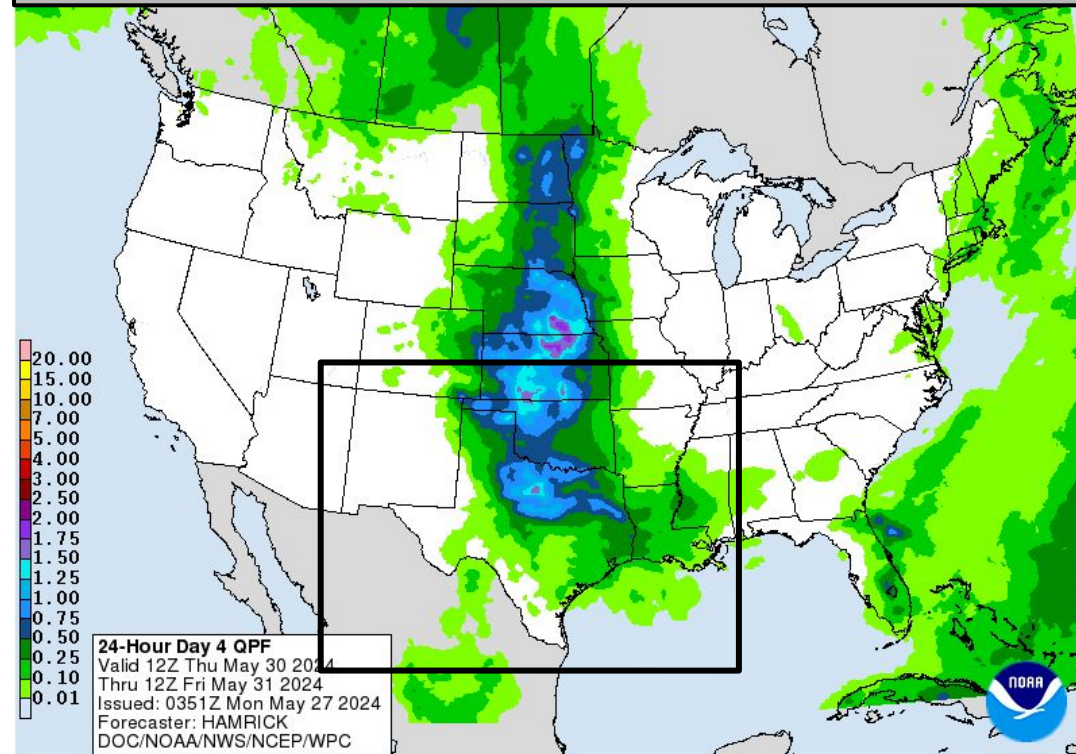 20.00
15.00
10.00
7.00
5.00
4.00
3.00
2.50
2.00
1.75
1.50
1.25
1.00
0.75
0.50
0.25
0.10
0.01
24-Hour Day 4 QPF
Valid 12Z Thu May 30 2024
Thru 12Z Fri May 31 2024
Issued: 0351Z Mon May 27 2024
Forecaster: HAMRICK
DOC/NOAA/NWS/NCEP/WPC
NOAA